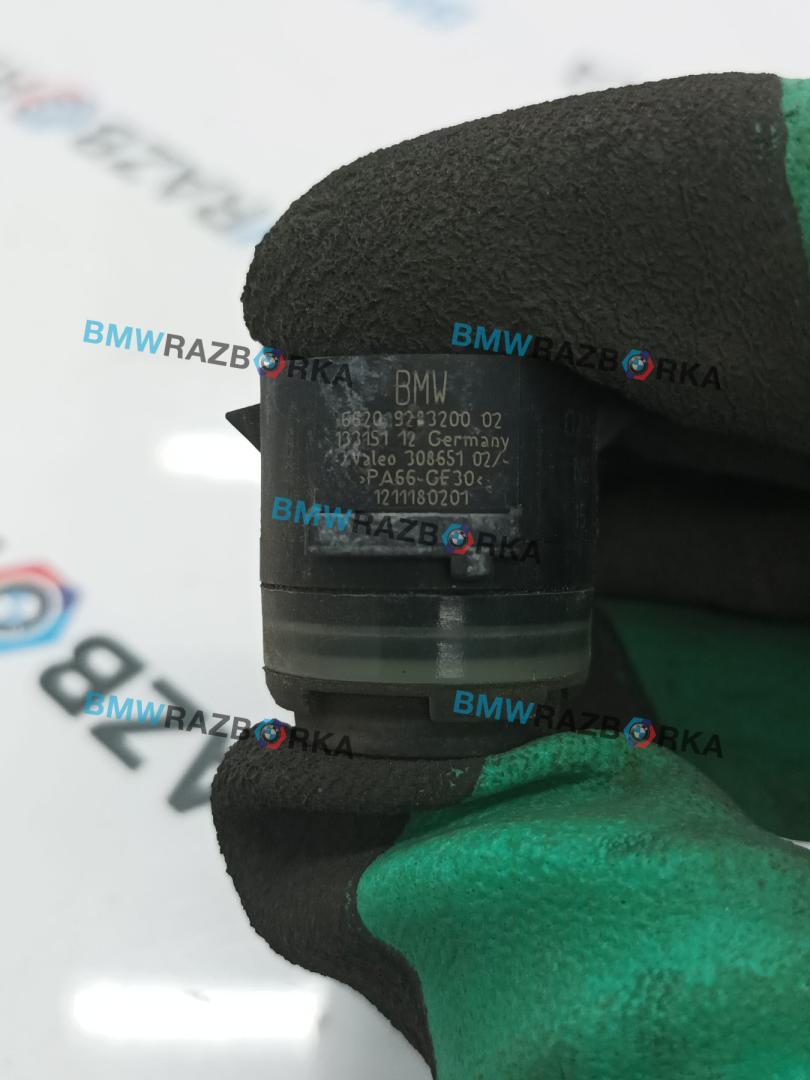 BMWRAZBORKA BMWRAZBORKA
BMW
6620 9283200 02
133151 12 Germany
Valeo 308651 02/-
>PA66-GF30<
1211180201
BMWRAZBORKA
BMWRAZBORKA BMWRAZBORKA